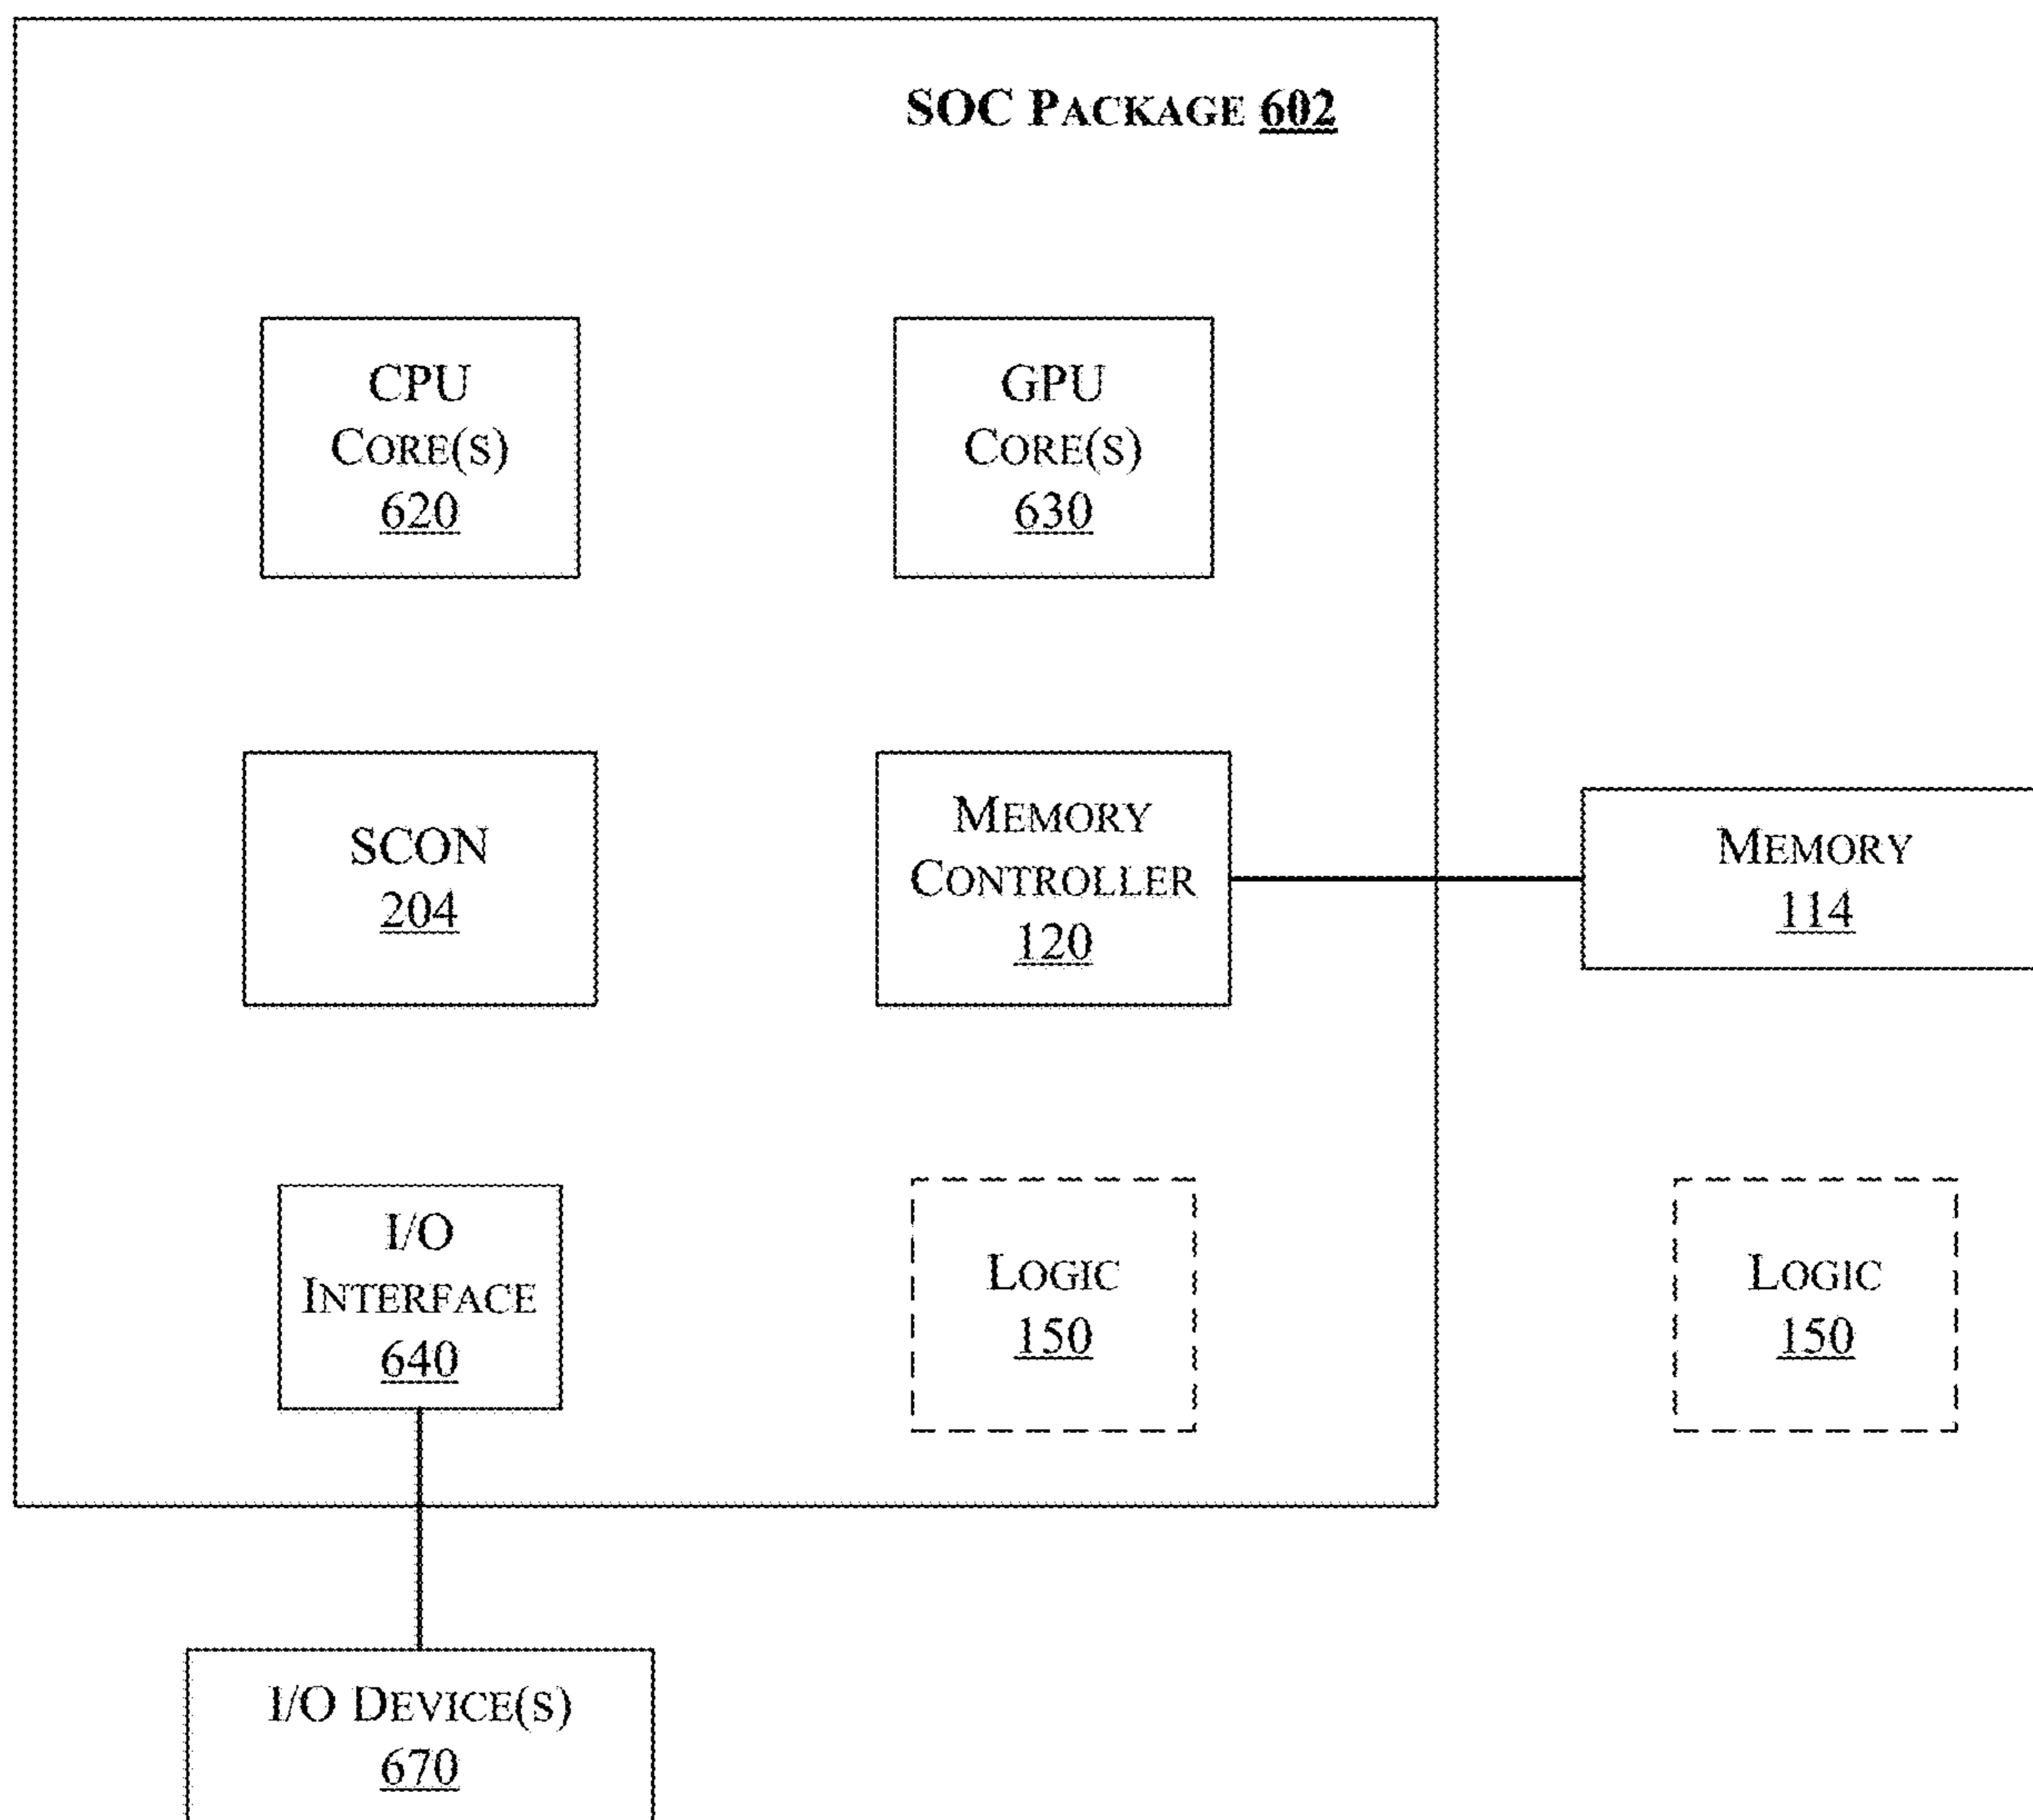 SOC PACKAGE 602
CPU
CORE(S)
620
GPU
CORE(S)
630
SCON
204
MEMORY
CONTROLLER
120
MEMORY
114
I/O
INTERFACE
640
LOGIC
150
LOGIC
150
I/O DEVICE(S)
670